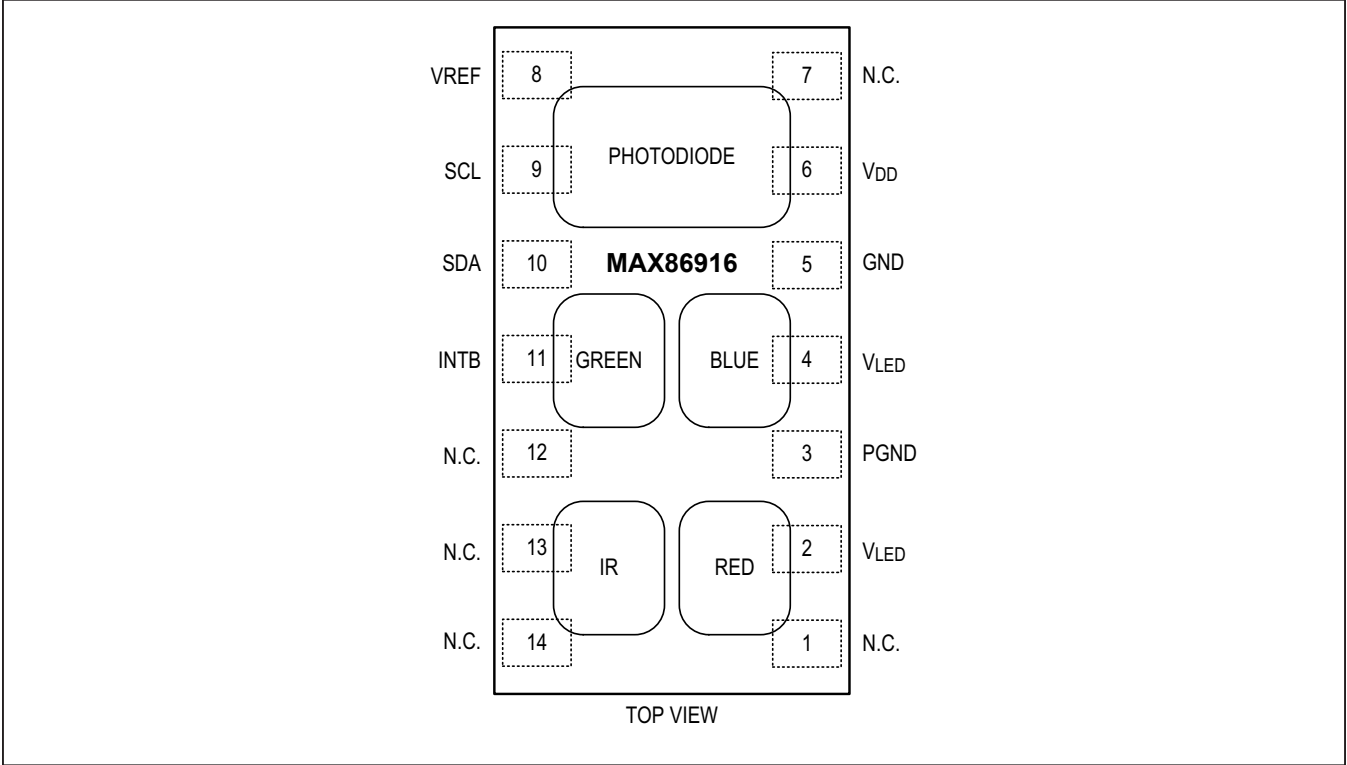 VREF 8 7 N.C.
PHOTODIODE
SCL 9 6 VDD
SDA 10 MAX86916 5 GND
INTB 11 GREEN BLUE 4 VLED
N.C. 12 3 PGND
N.C. 13 2 VLED
IR RED
N.C. 14 1 N.C.
TOP VIEW